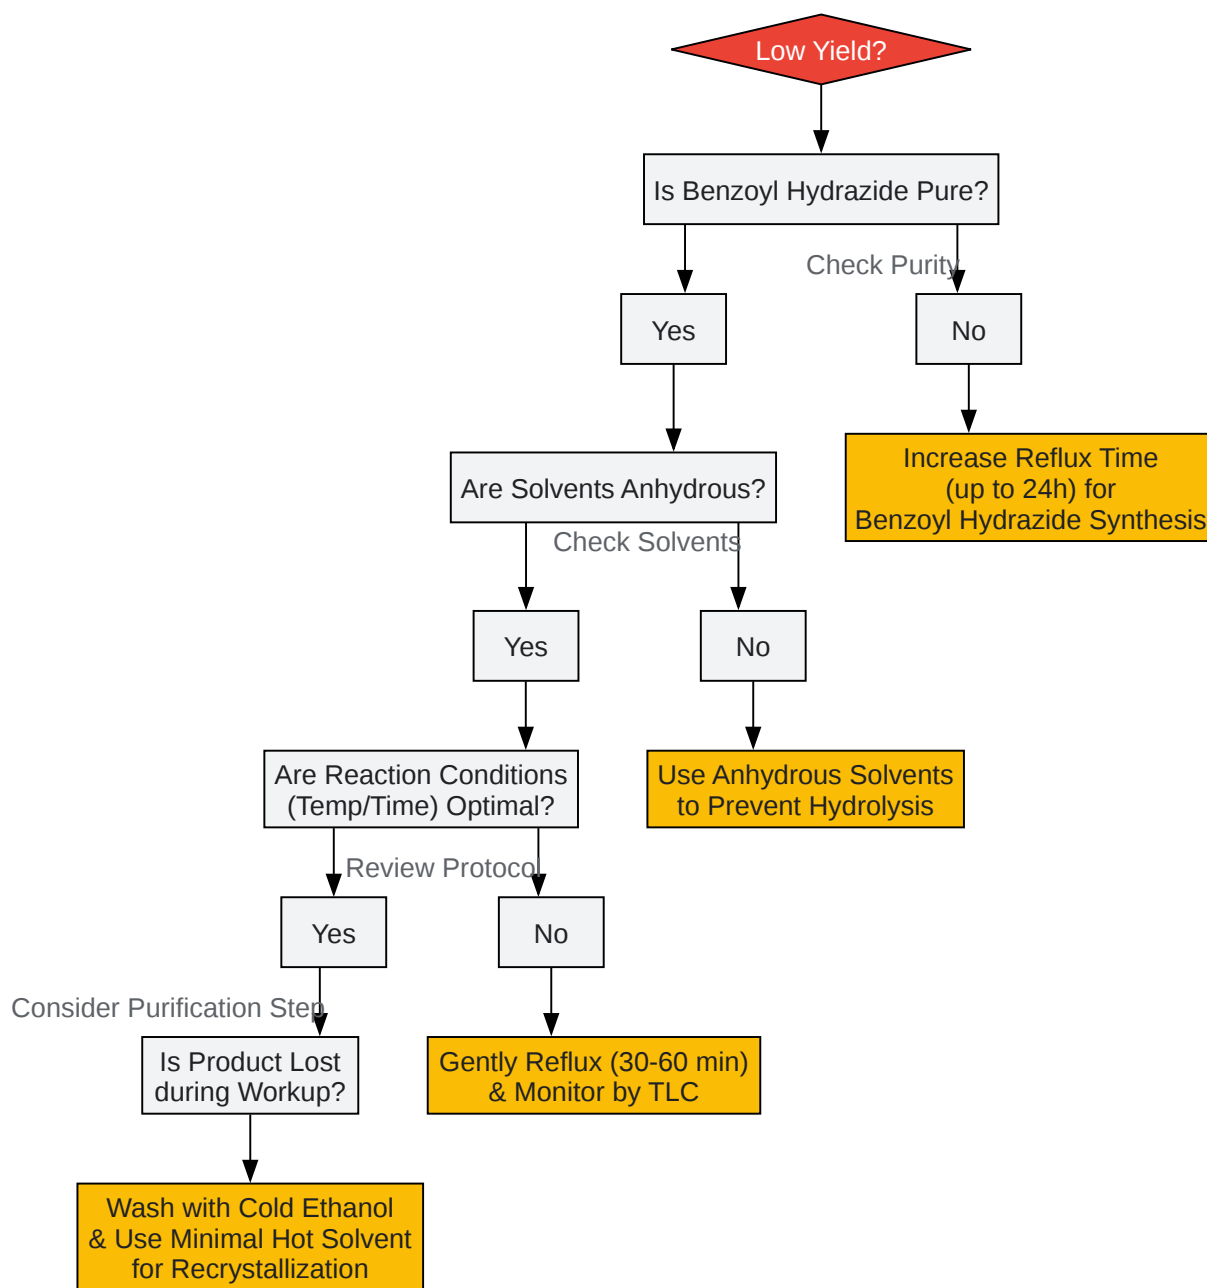 Low Yield?
Is Benzoyl Hydrazide Pure?
Check Purity
Yes
No
Increase Reflux Time
(up to 24h) for
Benzoyl Hydrazide Synthesis
Are Solvents Anhydrous?
Check Solvents
Yes
No
Are Reaction Conditions
(Temp/Time) Optimal?
Use Anhydrous Solvents
to Prevent Hydrolysis
Review Protocol
Yes
No
Consider Purification Step
Is Product Lost
during Workup?
Gently Reflux (30-60 min)
& Monitor by TLC
Wash with Cold Ethanol
& Use Minimal Hot Solvent
for Recrystallization